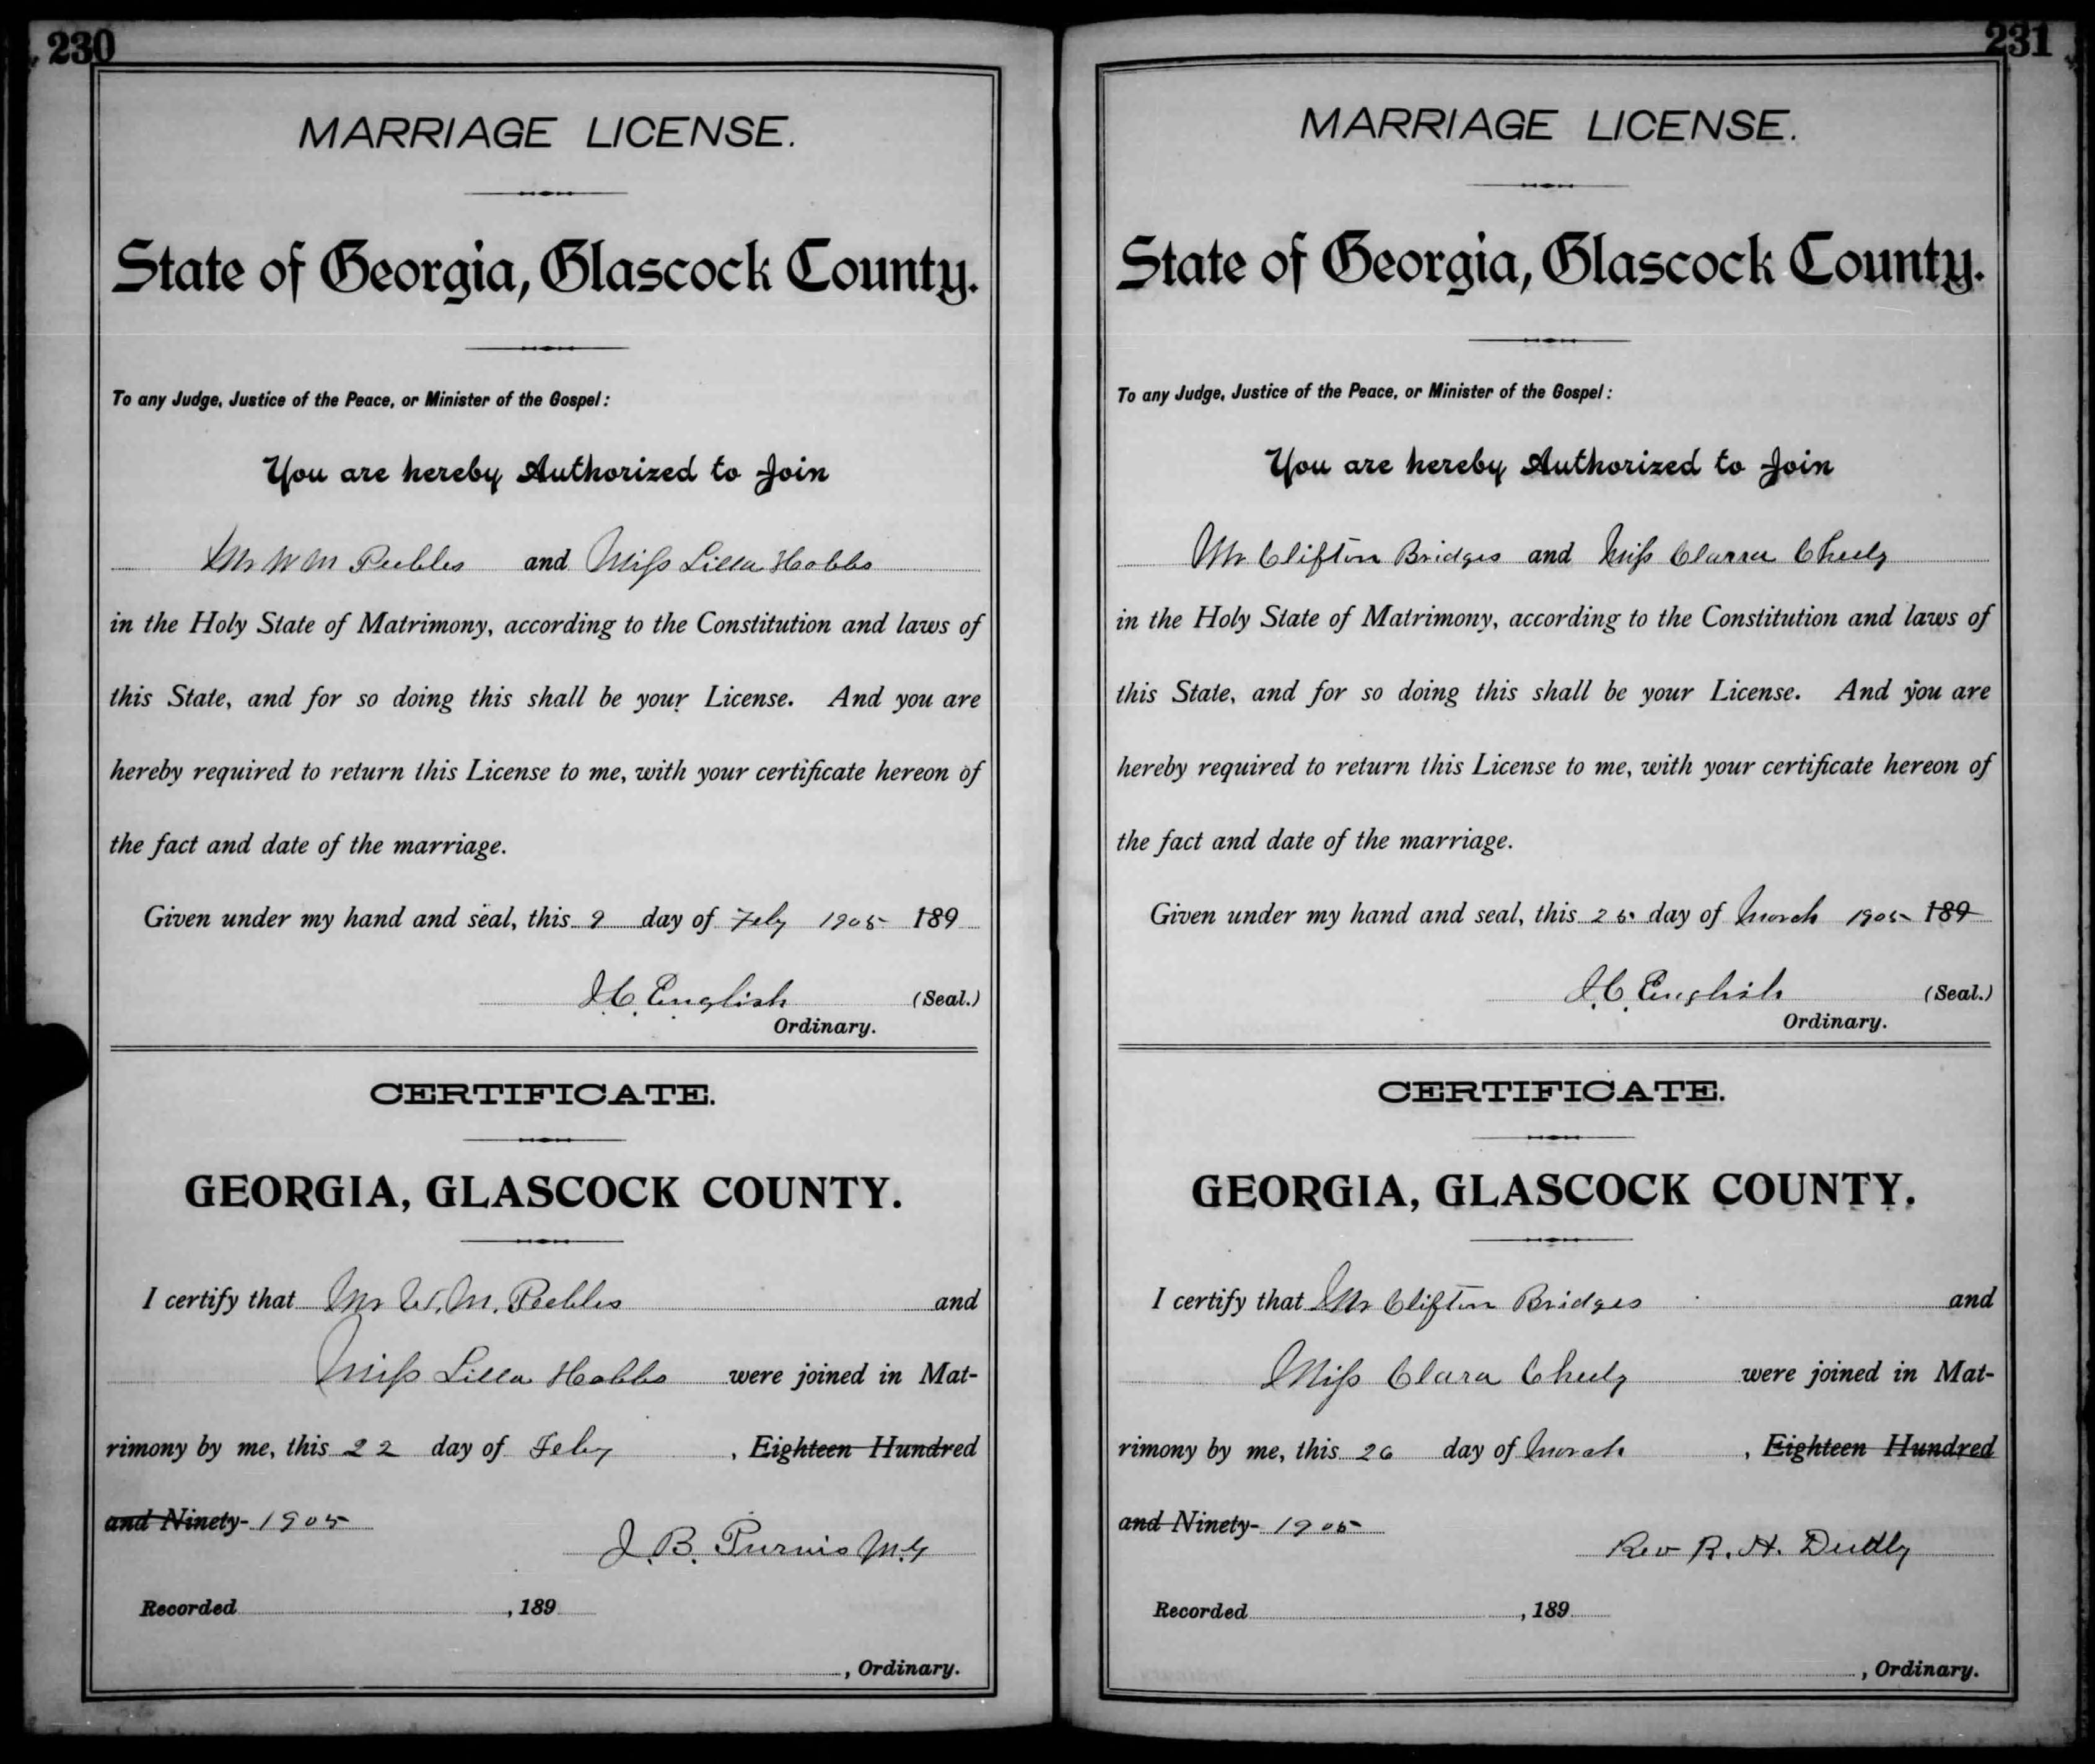 230
MARRIAGE LICENSE.
State of Georgia, Glascock County.
To any Judge, Justice of the Peace, or Minister of the Gospel:
You are hereby Authorized to Join
Mr W M Peebles and Miss Lilla Hobbs
in the Holy State of Matrimony, according to the Constitution and laws of
this State, and for so doing this shall be your License. And you are
hereby required to return this License to me, with your certificate hereon of
the fact and date of the marriage.
Given under my hand and seal, this 9 day of Feby 1905 189
J. C. English (Seal.)
Ordinary.
CERTIFICATE.
GEORGIA, GLASCOCK COUNTY.
I certify that Mr W. M. Peebles and
Miss Lilla Hobbs were joined in Mat-
rimony by me, this 22 day of Feby , Eighteen Hundred
and Ninety- 1905
J. B. Purvis M.G
Recorded , 189
, Ordinary.
231
MARRIAGE LICENSE.
State of Georgia, Glascock County.
To any Judge, Justice of the Peace, or Minister of the Gospel:
You are hereby Authorized to Join
Mr Clifton Bridges and Miss Clarra Cheely
in the Holy State of Matrimony, according to the Constitution and laws of
this State, and for so doing this shall be your License. And you are
hereby required to return this License to me, with your certificate hereon of
the fact and date of the marriage.
Given under my hand and seal, this 25 day of March 1905 189
J. C. English (Seal.)
Ordinary.
CERTIFICATE.
GEORGIA, GLASCOCK COUNTY.
I certify that Mr Clifton Bridges and
Miss Clara Cheely were joined in Mat-
rimony by me, this 26 day of March , Eighteen Hundred
and Ninety- 1905
Rev R. H. Dudly
Recorded , 189
, Ordinary.